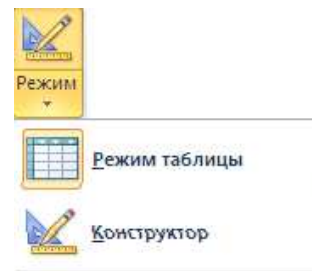 Режим
Режим таблицы
Конструктор